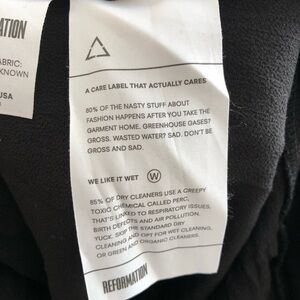 ATION
ABRIC:
KNOWN
USA
A CARE LABEL THAT ACTUALLY CARES
80% OF THE NASTY STUFF ABOUT
FASHION HAPPENS AFTER YOU TAKE THE
GARMENT HOME. GREENHOUSE GASES?
GROSS. WASTED WATER? SAD. DON'T BE
GROSS AND SAD.
WE LIKE IT WET W
85% OF DRY CLEANERS USE A CREEPY
TOXIC CHEMICAL CALLED PERC,
THAT'S LINKED TO RESPIRATORY ISSUES,
BIRTH DEFECTS AND AIR POLLUTION.
YUCK. SKIP THE STANDARD DRY
CLEANING AND OPT FOR WET CLEANING,
OR GREEN AND ORGANIC CLEANERS.
REFORMATION